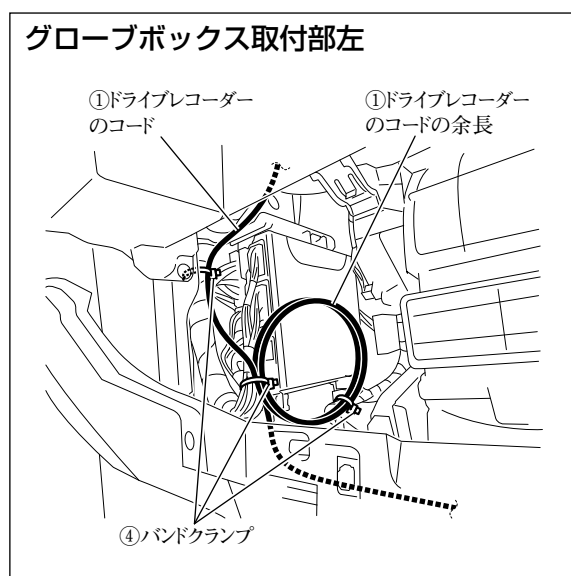 グローブボックス取付部左
①ドライブレコーダー
のコード
①ドライブレコーダー
のコードの余長
④バンドクランプ